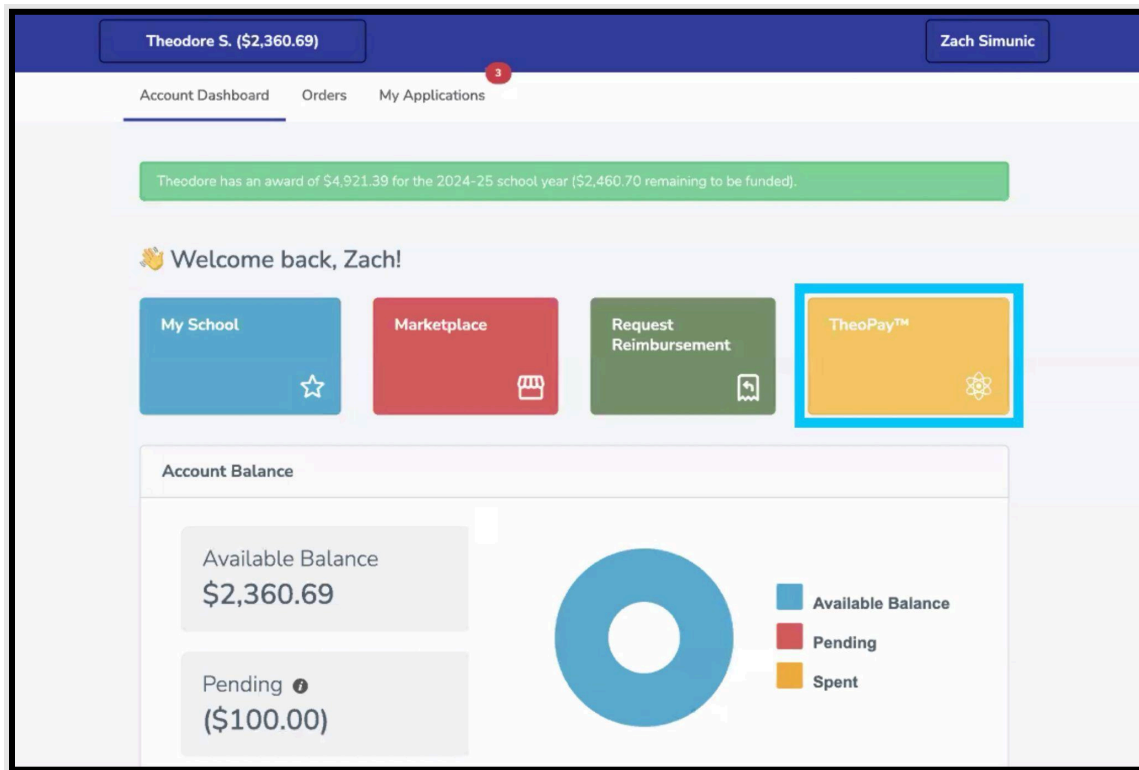 Theodore S. ($2,360.69)
Zach Simunic
Account Dashboard
Orders
My Applications
3
Theodore has an award of $4,921.39 for the 2024-25 school year ($2,460.70 remaining to be funded).
👋 Welcome back, Zach!
My School
Marketplace
Request
Reimbursement
TheoPay™
Account Balance
Available Balance
$2,360.69
Pending
($100.00)
Available Balance
Pending
Spent